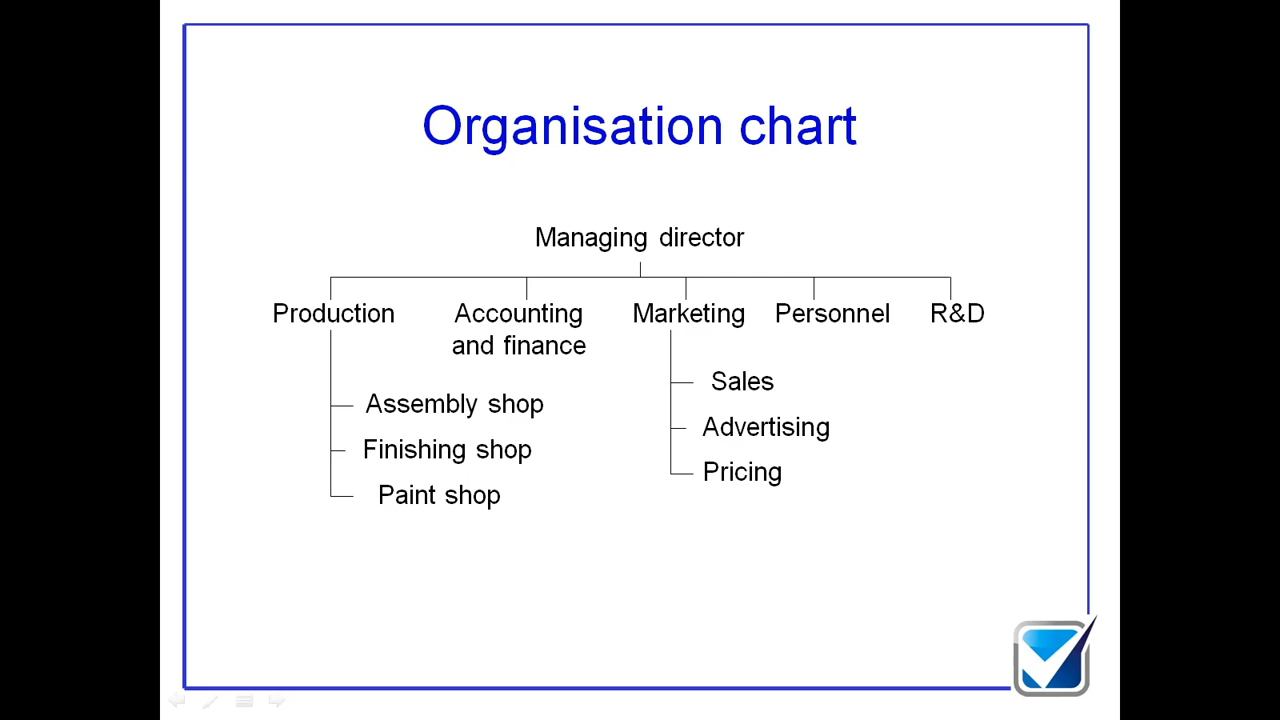 Organisation chart
Managing director
Production
Accounting
and finance
Marketing
Personnel
R&D
Assembly shop
Finishing shop
Paint shop
Sales
Advertising
Pricing